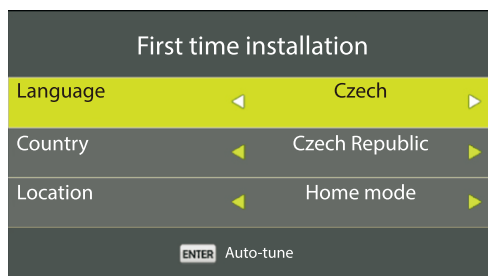 First time installation
Language Czech
Country Czech Republic
Location Home mode
ENTER Auto-tune